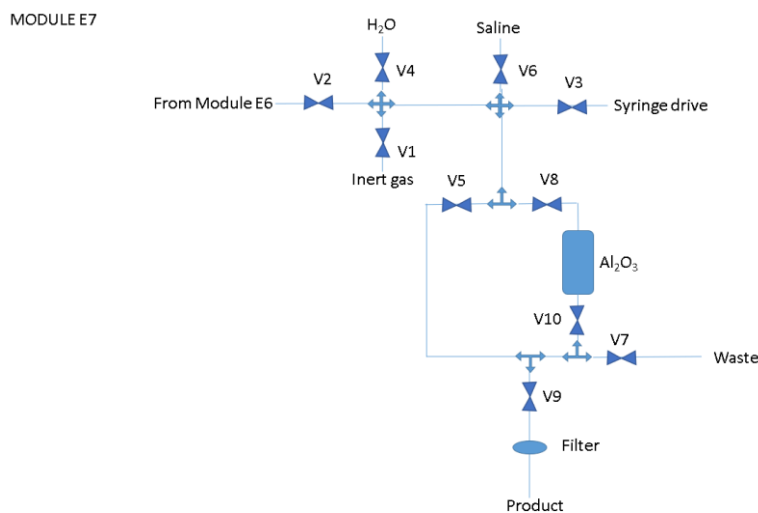 MODULE E7
H₂O
Saline
V4
V6
V2
V3
From Module E6
Syringe drive
V1
Inert gas
V5
V8
Al₂O₃
V10
V7
Waste
V9
Filter
Product